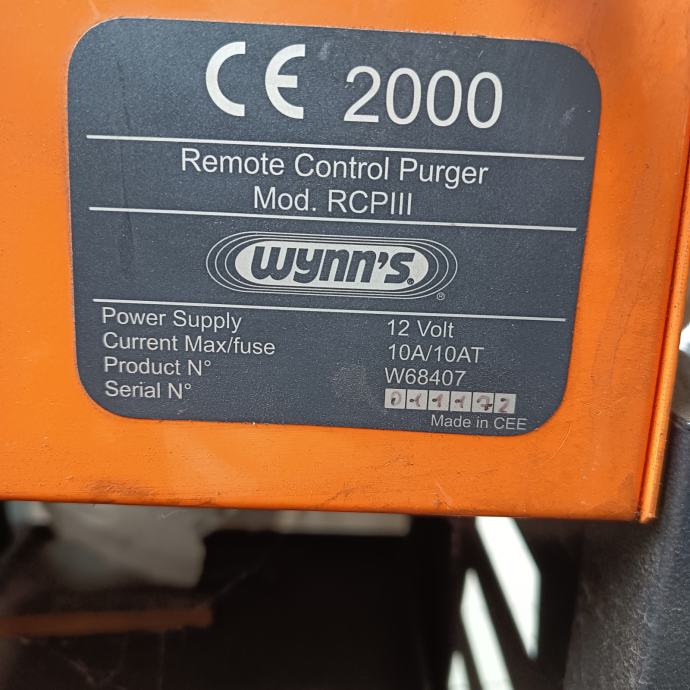 CE 2000
Remote Control Purger
Mod. RCPIII
wynn's®
®
Power Supply 12 Volt
Current Max/fuse 10A/10AT
Product N° W68407
Serial N° 011172
Made in CEE